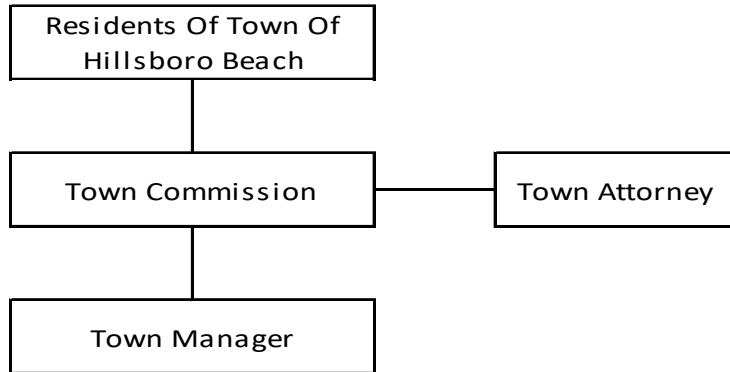 Residents Of Town Of
Hillsboro Beach
Town Commission
Town Attorney
Town Manager